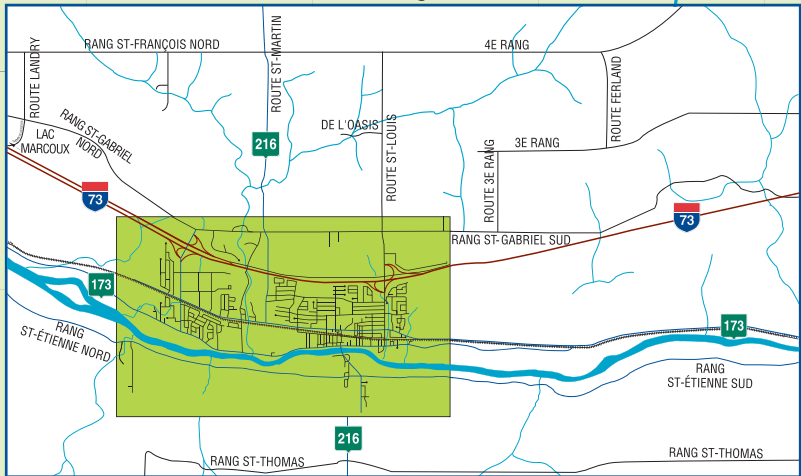 RANG ST-FRANÇOIS NORD
ROUTE ST-MARTIN
4E RANG
ROUTE LANDRY
ROUTE FERLAND
RANG ST-GABRIEL
NORD
LAC
MARCOUX
DE L'OASIS
216
3E RANG
ROUTE ST-LOUIS
ROUTE 3E RANG
73
73
RANG ST-GABRIEL SUD
173
173
RANG
ST-ÉTIENNE NORD
RANG
ST-ÉTIENNE SUD
216
RANG ST-THOMAS
RANG ST-THOMAS